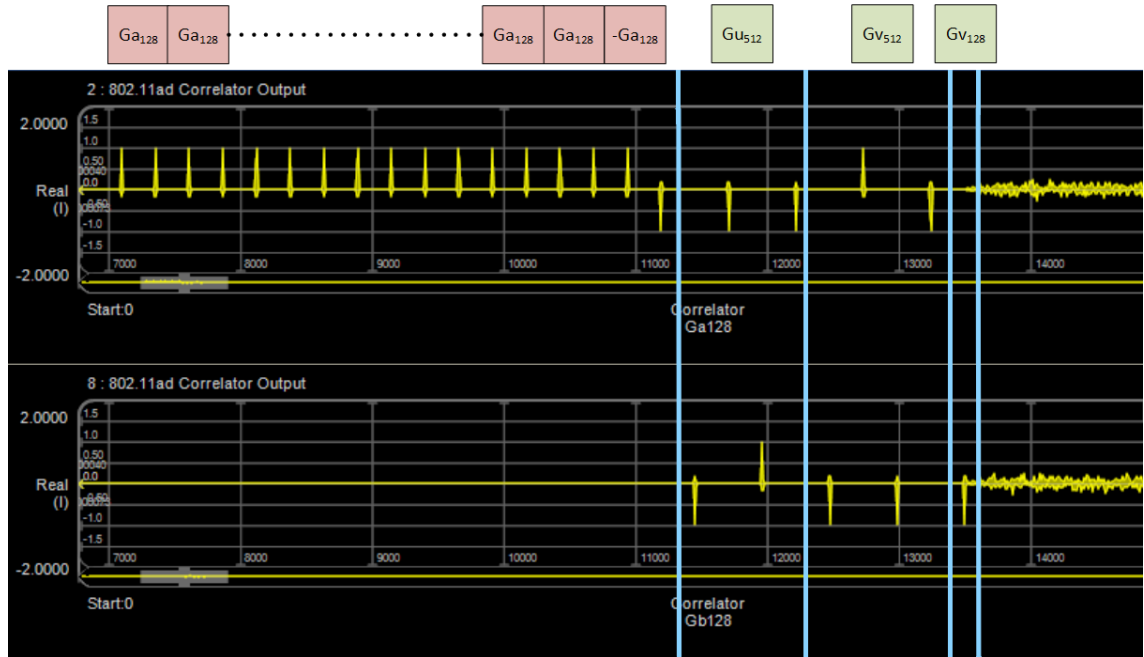 Ga128 Ga128 Ga128 Ga128 -Ga128 Gu512 Gv512 Gv128
2 : 802.11ad Correlator Output
2.0000
1.5
1.0
0.50
Real
(I)
0.0
-1.0
-1.5
-2.0000
7000 8000 9000 10000 11000 12000 13000 14000
Start:0
Correlator
Ga128
8 : 802.11ad Correlator Output
2.0000
1.5
1.0
0.50
Real
(I)
0.0
-1.0
-1.5
-2.0000
7000 8000 9000 10000 11000 12000 13000 14000
Start:0
Correlator
Gb128